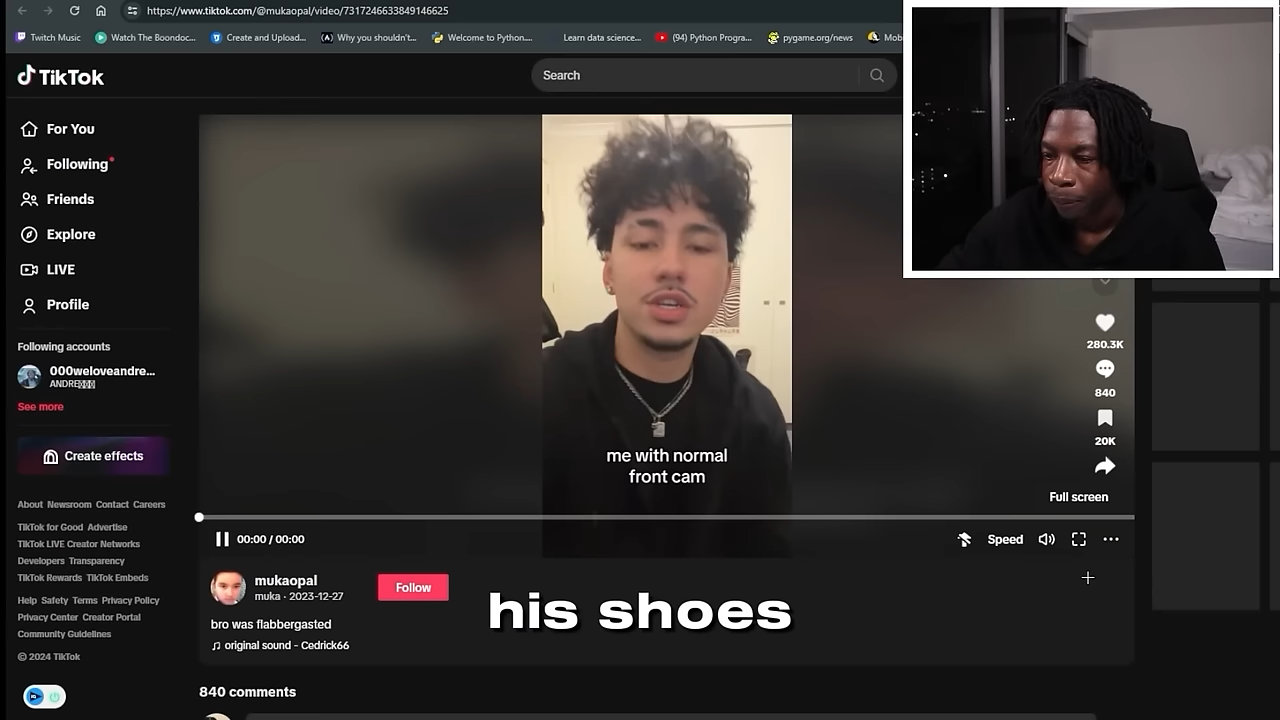 https://www.tiktok.com/@mukaopal/video/7317246633849146625
Twitch Music
Watch The Boondoc...
Create and Upload...
Why you shouldn't...
Welcome to Python....
Learn data science...
(94) Python Progra...
pygame.org/news
Mob
TikTok
Search
For You
Following
Friends
Explore
LIVE
Profile
Following accounts
000weloveandre...
ANDRE
See more
Create effects
About Newsroom Contact Careers
TikTok for Good Advertise
TikTok LIVE Creator Networks
Developers Transparency
TikTok Rewards TikTok Embeds
Help Safety Terms Privacy Policy
Privacy Center Creator Portal
Community Guidelines
© 2024 TikTok
me with normal
front cam
280.3K
840
20K
Full screen
00:00 / 00:00
Speed
mukaopal
muka · 2023-12-27
Follow
bro was flabbergasted
original sound - Cedrick66
his shoes
840 comments